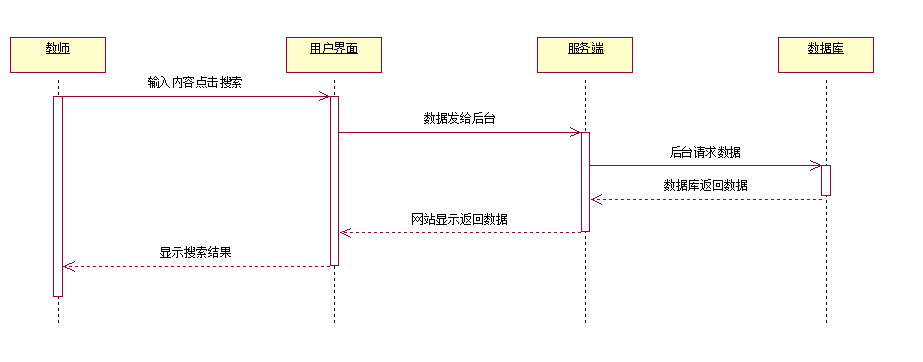 教师
用户界面
服务端
数据库
输入内容点击搜索
数据发给后台
后台请求数据
数据库返回数据
网站显示返回数据
显示搜索结果